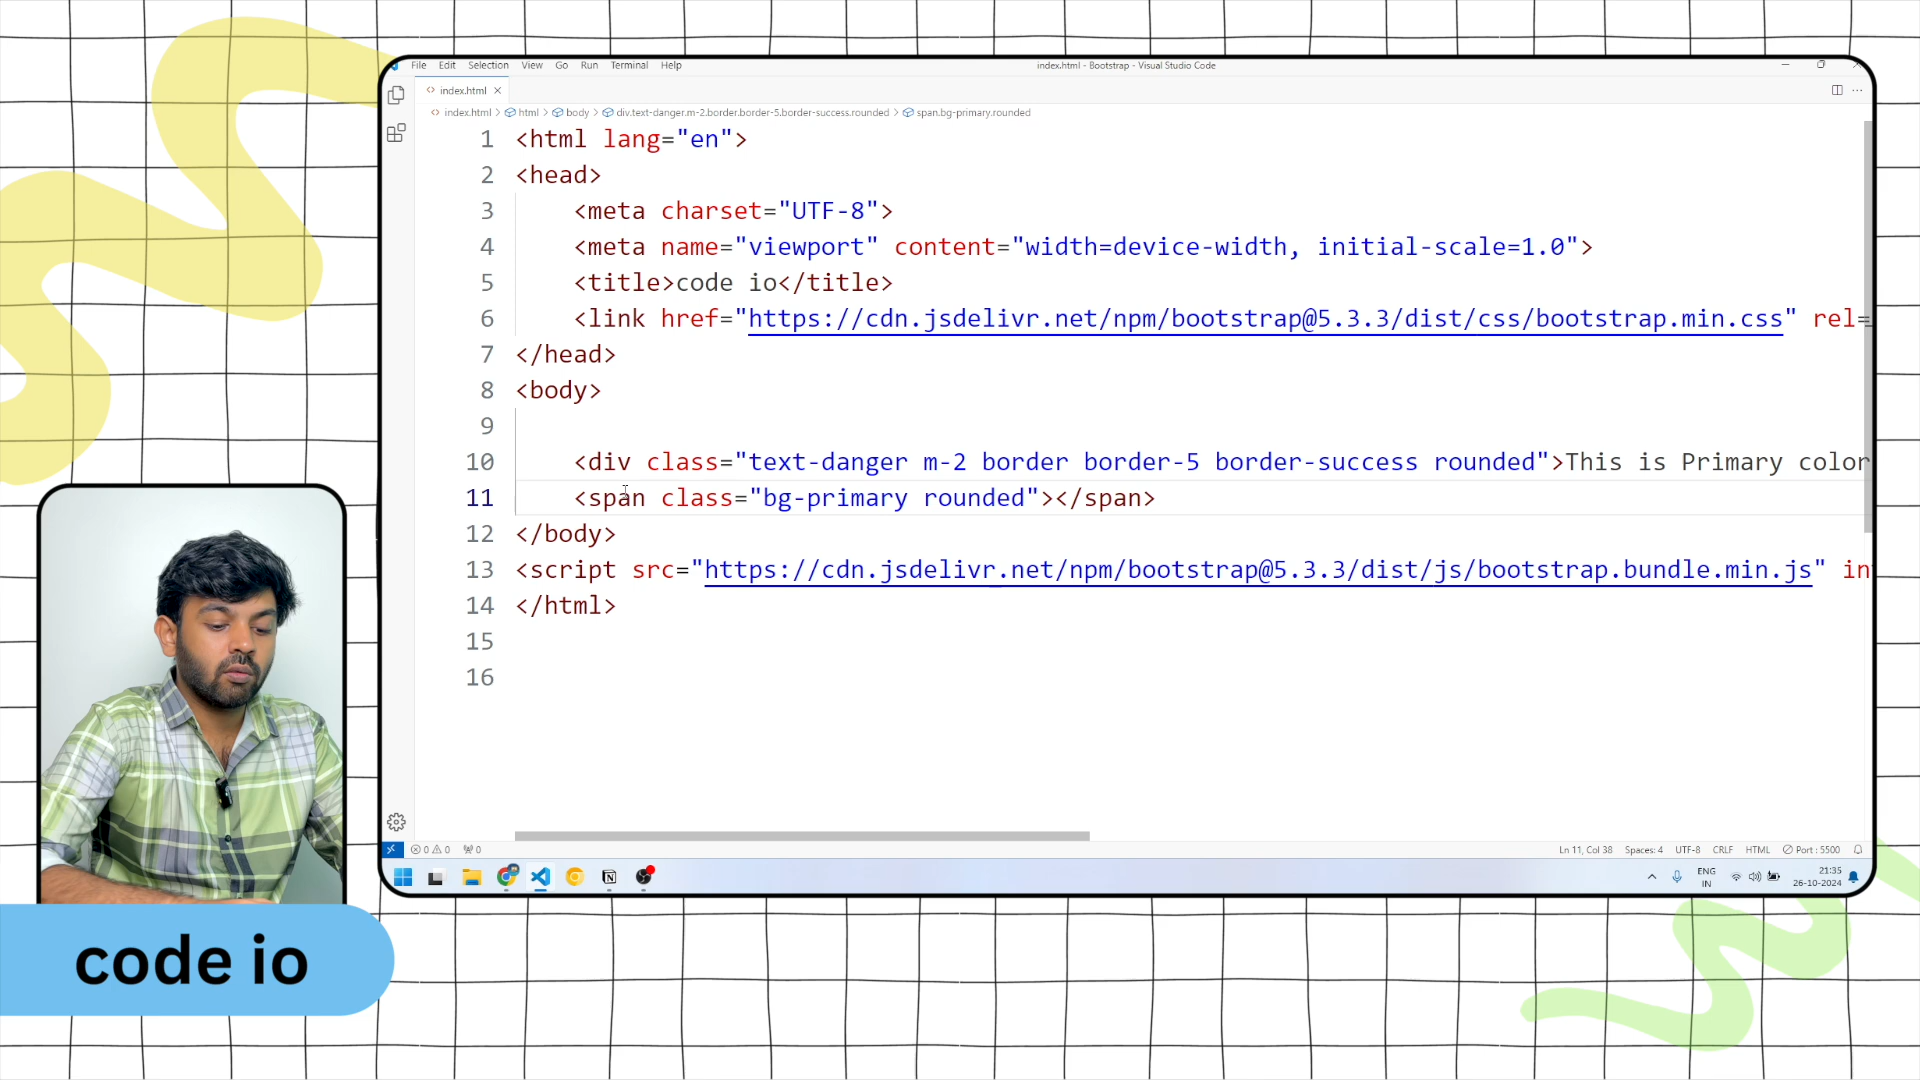 File Edit Selection View Go Run Terminal Help
index.html - Bootstrap - Visual Studio Code
index.html
index.html > html > body > div.text-danger.m-2.border.border-5.border-success.rounded > span.bg-primary.rounded
1 <html lang="en">
2 <head>
3 <meta charset="UTF-8">
4 <meta name="viewport" content="width=device-width, initial-scale=1.0">
5 <title>code io</title>
6 <link href="https://cdn.jsdelivr.net/npm/bootstrap@5.3.3/dist/css/bootstrap.min.css" rel=
7 </head>
8 <body>
9
10 <div class="text-danger m-2 border border-5 border-success rounded">This is Primary color
11 <span class="bg-primary rounded"></span>
12 </body>
13 <script src="https://cdn.jsdelivr.net/npm/bootstrap@5.3.3/dist/js/bootstrap.bundle.min.js" in
14 </html>
15
16
0 0 0
Ln 11, Col 38 Spaces: 4 UTF-8 CRLF HTML Port : 5500
ENG
IN
21:35
26-10-2024
code io